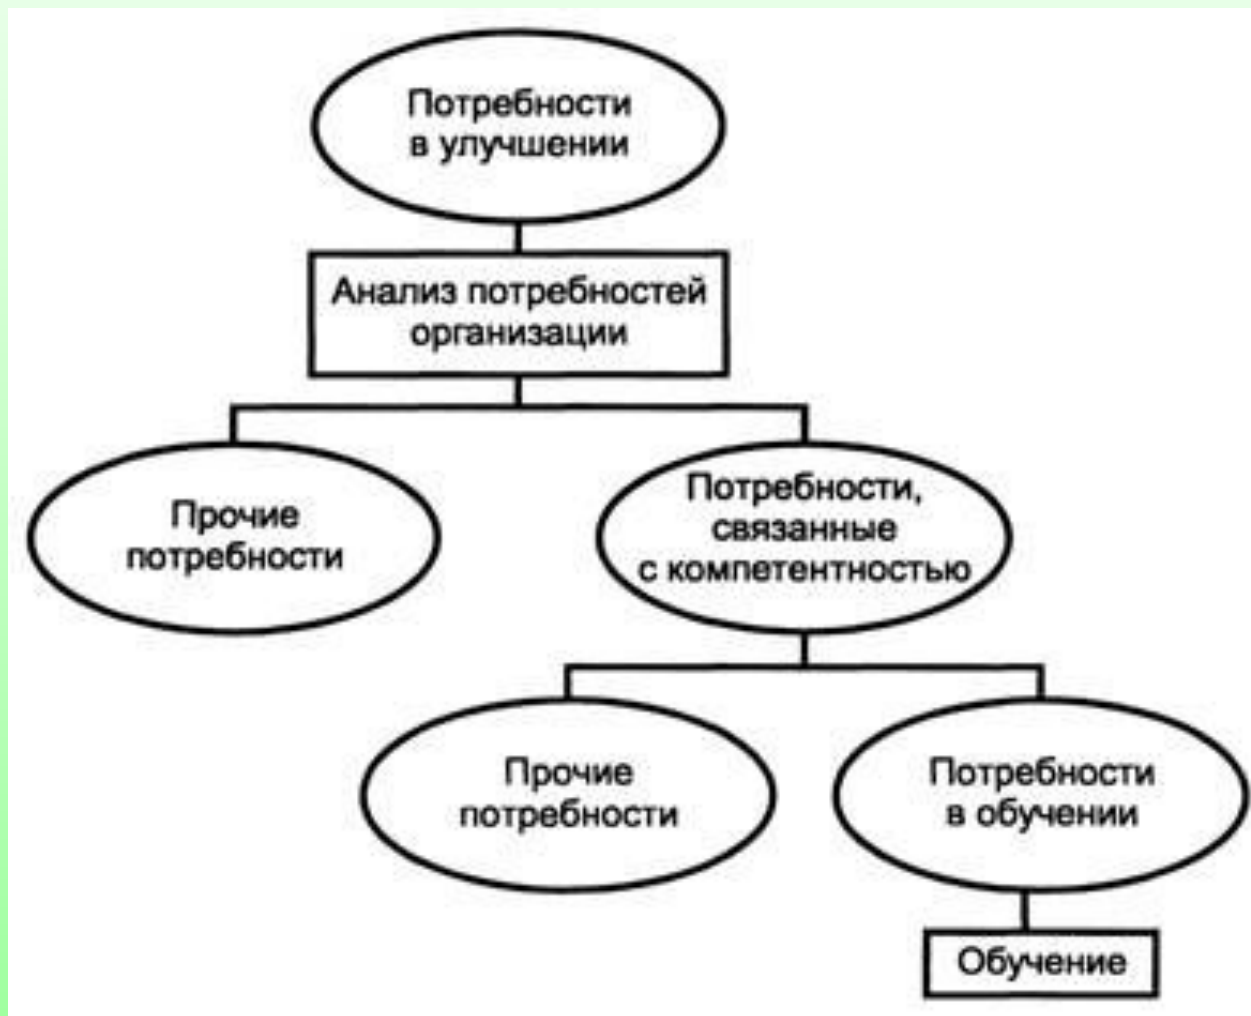 Потребности
в улучшении
Анализ потребностей
организации
Прочие
потребности
Потребности,
связанные
с компетентностью
Прочие
потребности
Потребности
в обучении
Обучение